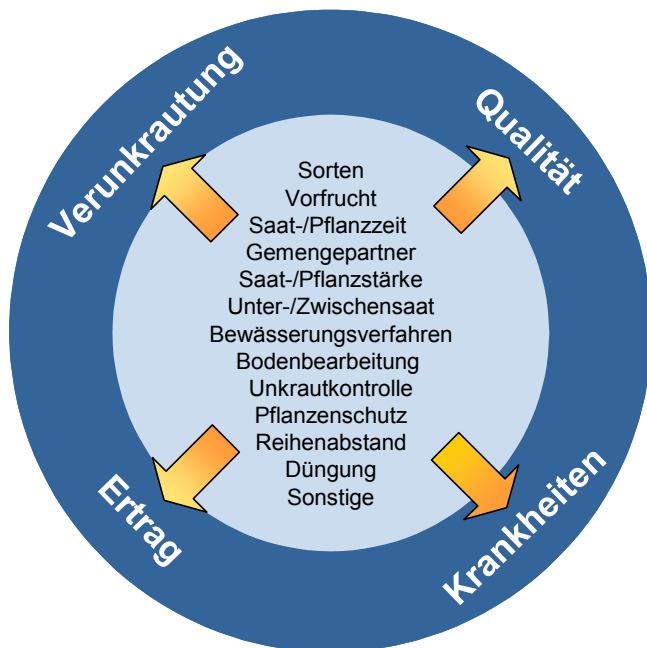 Verunkrautung
Qualität
Sorten
Vorfrucht
Saat-/Pflanzzeit
Gemengepartner
Saat-/Pflanzstärke
Unter-/Zwischensaat
Bewässerungsverfahren
Bodenbearbeitung
Unkrautkontrolle
Pflanzenschutz
Reihenabstand
Düngung
Sonstige
Ertrag
Krankheiten